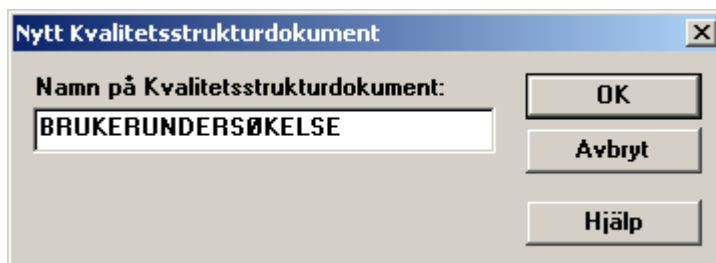 Nytt Kvalitetsstrukturdokument
Namn på Kvalitetsstrukturdokument:
BRUKERUNDERSØKELSE
OK
Avbryt
Hjälp